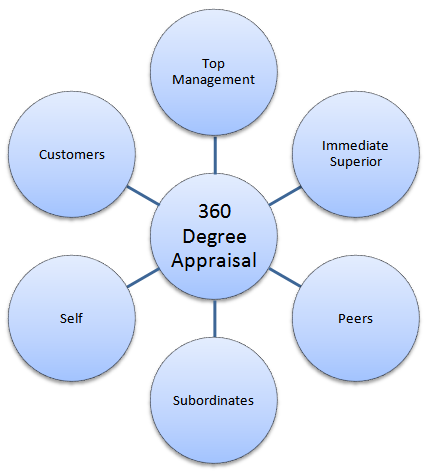 Top
Management
Customers
Immediate
Superior
360
Degree
Appraisal
Self
Peers
Subordinates